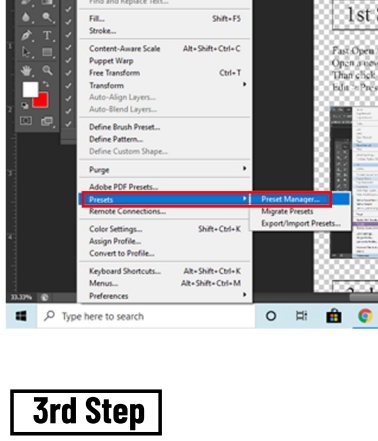 Find and Replace Text...
1st S
Fill... Shift+F5
Stroke...
Content-Aware Scale Alt+Shift+Ctrl+C
Puppet Warp
Free Transform Ctrl+T
Transform
Auto-Align Layers...
Auto-Blend Layers...
Fast Open
Open a new
Than click
Edit - Pres
Define Brush Preset...
Define Pattern...
Define Custom Shape...
Purge
Adobe PDF Presets...
Presets
Preset Manager...
Migrate Presets
Export/Import Presets...
Remote Connections...
Color Settings... Shift+Ctrl+K
Assign Profile...
Convert to Profile...
Keyboard Shortcuts... Alt+Shift+Ctrl+K
Menus... Alt+Shift+Ctrl+M
Preferences
33.33%
Type here to search
3rd Step